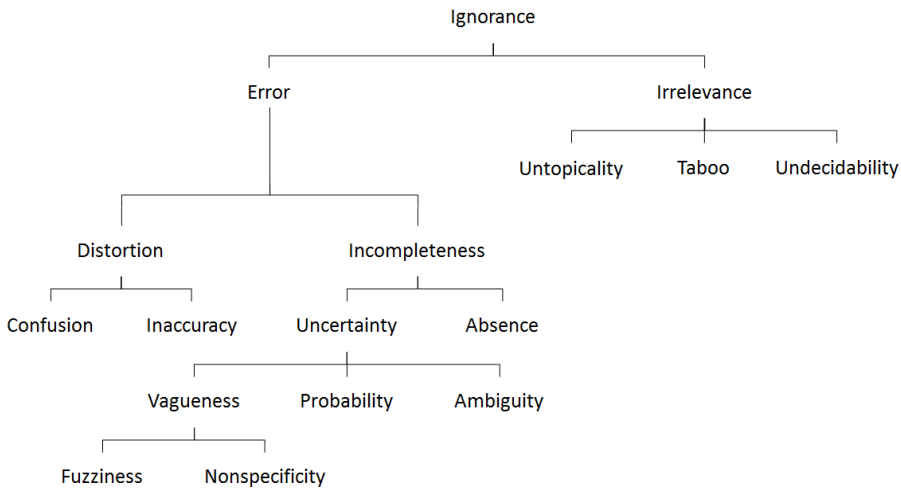 Ignorance
Error Irrelevance
Untopicality Taboo Undecidability
Distortion Incompleteness
Confusion Inaccuracy Uncertainty Absence
Vagueness Probability Ambiguity
Fuzziness Nonspecificity